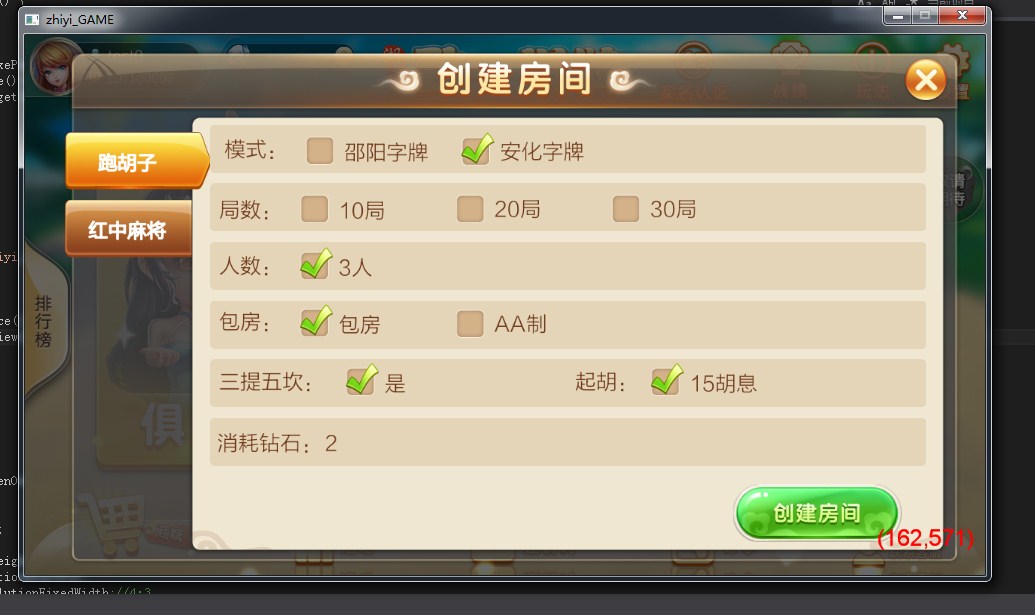 zhiyi_GAME
创建房间
跑胡子
红中麻将
模式： 邵阳字牌 安化字牌
局数： 10局 20局 30局
人数： 3人
包房： 包房 AA制
三提五坎： 是 起胡： 15胡息
消耗钻石：2
创建房间
(162,571)
排行榜
俱